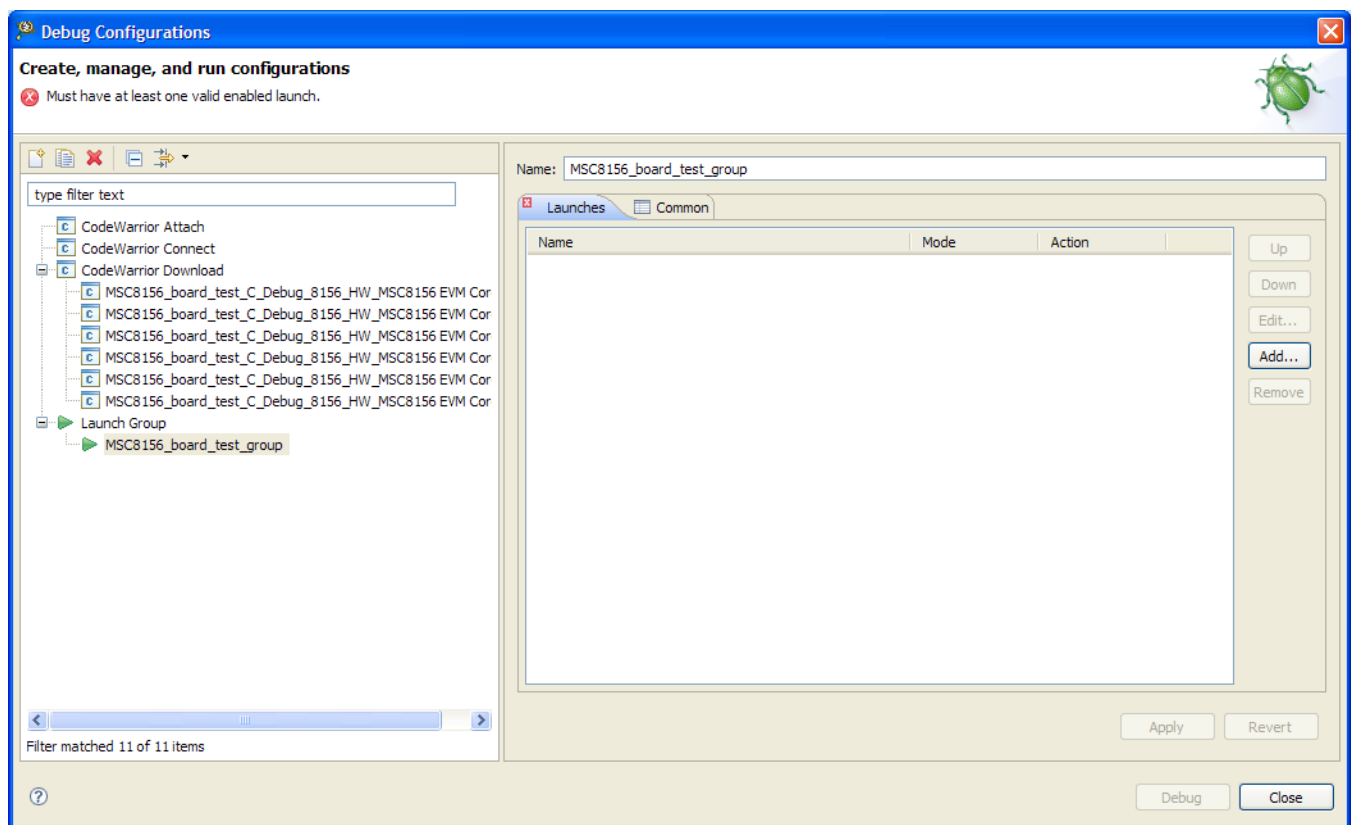 Debug Configurations
Create, manage, and run configurations
Must have at least one valid enabled launch.
type filter text
CodeWarrior Attach
CodeWarrior Connect
CodeWarrior Download
MSC8156_board_test_C_Debug_8156_HW_MSC8156 EVM Cor
MSC8156_board_test_C_Debug_8156_HW_MSC8156 EVM Cor
MSC8156_board_test_C_Debug_8156_HW_MSC8156 EVM Cor
MSC8156_board_test_C_Debug_8156_HW_MSC8156 EVM Cor
MSC8156_board_test_C_Debug_8156_HW_MSC8156 EVM Cor
MSC8156_board_test_C_Debug_8156_HW_MSC8156 EVM Cor
Launch Group
MSC8156_board_test_group
Filter matched 11 of 11 items
Name: MSC8156_board_test_group
Launches Common
Name Mode Action
Up
Down
Edit...
Add...
Remove
Apply Revert
Debug Close